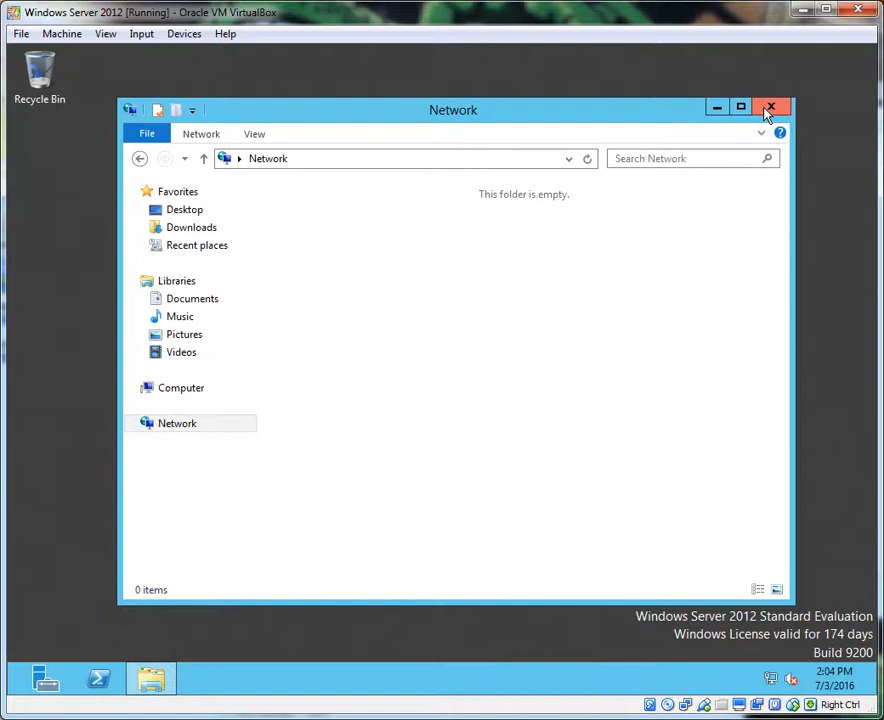 Windows Server 2012 [Running] - Oracle VM VirtualBox
File Machine View Input Devices Help
Recycle Bin
Network
File Network View
Network
Search Network
This folder is empty.
Favorites
Desktop
Downloads
Recent places
Libraries
Documents
Music
Pictures
Videos
Computer
Network
0 items
Windows Server 2012 Standard Evaluation
Windows License valid for 174 days
Build 9200
2:04 PM
7/3/2016
Right Ctrl